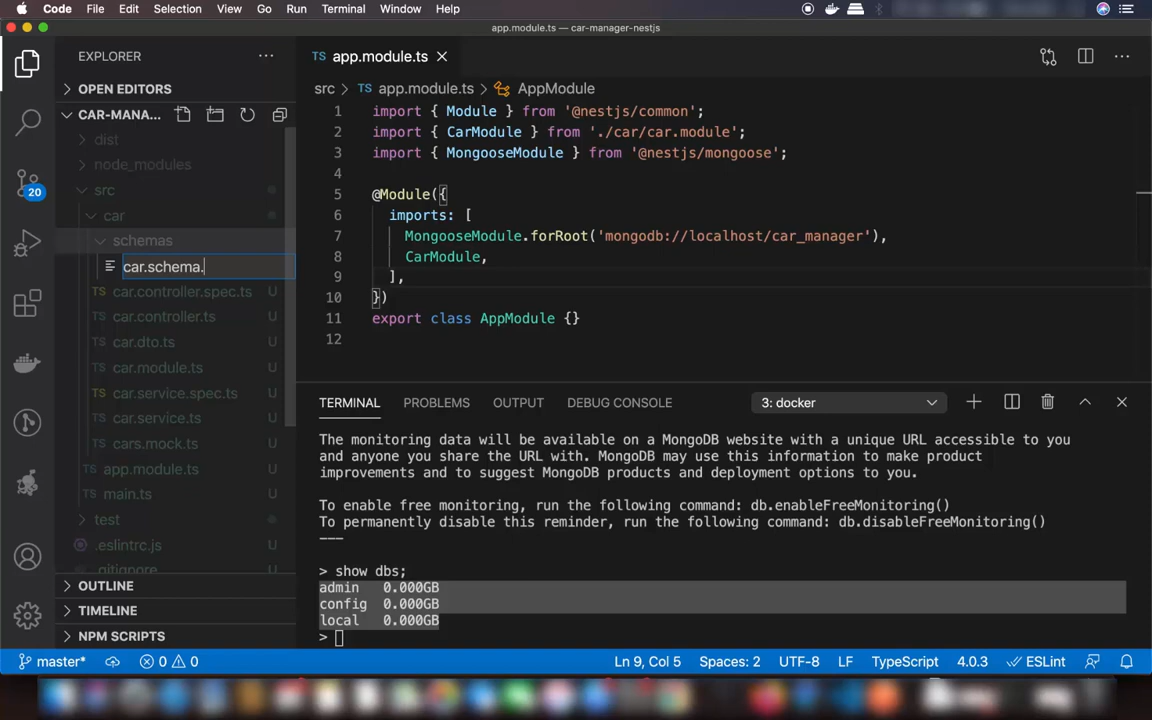 Code File Edit Selection View Go Run Terminal Window Help
app.module.ts — car-manager-nestjs
EXPLORER
OPEN EDITORS
CAR-MANA...
dist
node_modules
src
car
schemas
car.schema.
car.controller.spec.ts U
car.controller.ts U
car.dto.ts U
car.module.ts U
car.service.spec.ts U
car.service.ts U
cars.mock.ts U
app.module.ts U
main.ts U
test
.eslintrc.js U
.gitignore U
OUTLINE
TIMELINE
NPM SCRIPTS
20
TS app.module.ts
src > TS app.module.ts > AppModule
1 import { Module } from '@nestjs/common';
2 import { CarModule } from './car/car.module';
3 import { MongooseModule } from '@nestjs/mongoose';
4
5 @Module({
6 imports: [
7 MongooseModule.forRoot('mongodb://localhost/car_manager'),
8 CarModule,
9 ],
10 })
11 export class AppModule {}
12
TERMINAL PROBLEMS OUTPUT DEBUG CONSOLE 3: docker
The monitoring data will be available on a MongoDB website with a unique URL accessible to you
and anyone you share the URL with. MongoDB may use this information to make product
improvements and to suggest MongoDB products and deployment options to you.
To enable free monitoring, run the following command: db.enableFreeMonitoring()
To permanently disable this reminder, run the following command: db.disableFreeMonitoring()
---
> show dbs;
admin 0.000GB
config 0.000GB
local 0.000GB
>
master* 0 0 Ln 9, Col 5 Spaces: 2 UTF-8 LF TypeScript 4.0.3 ESLint